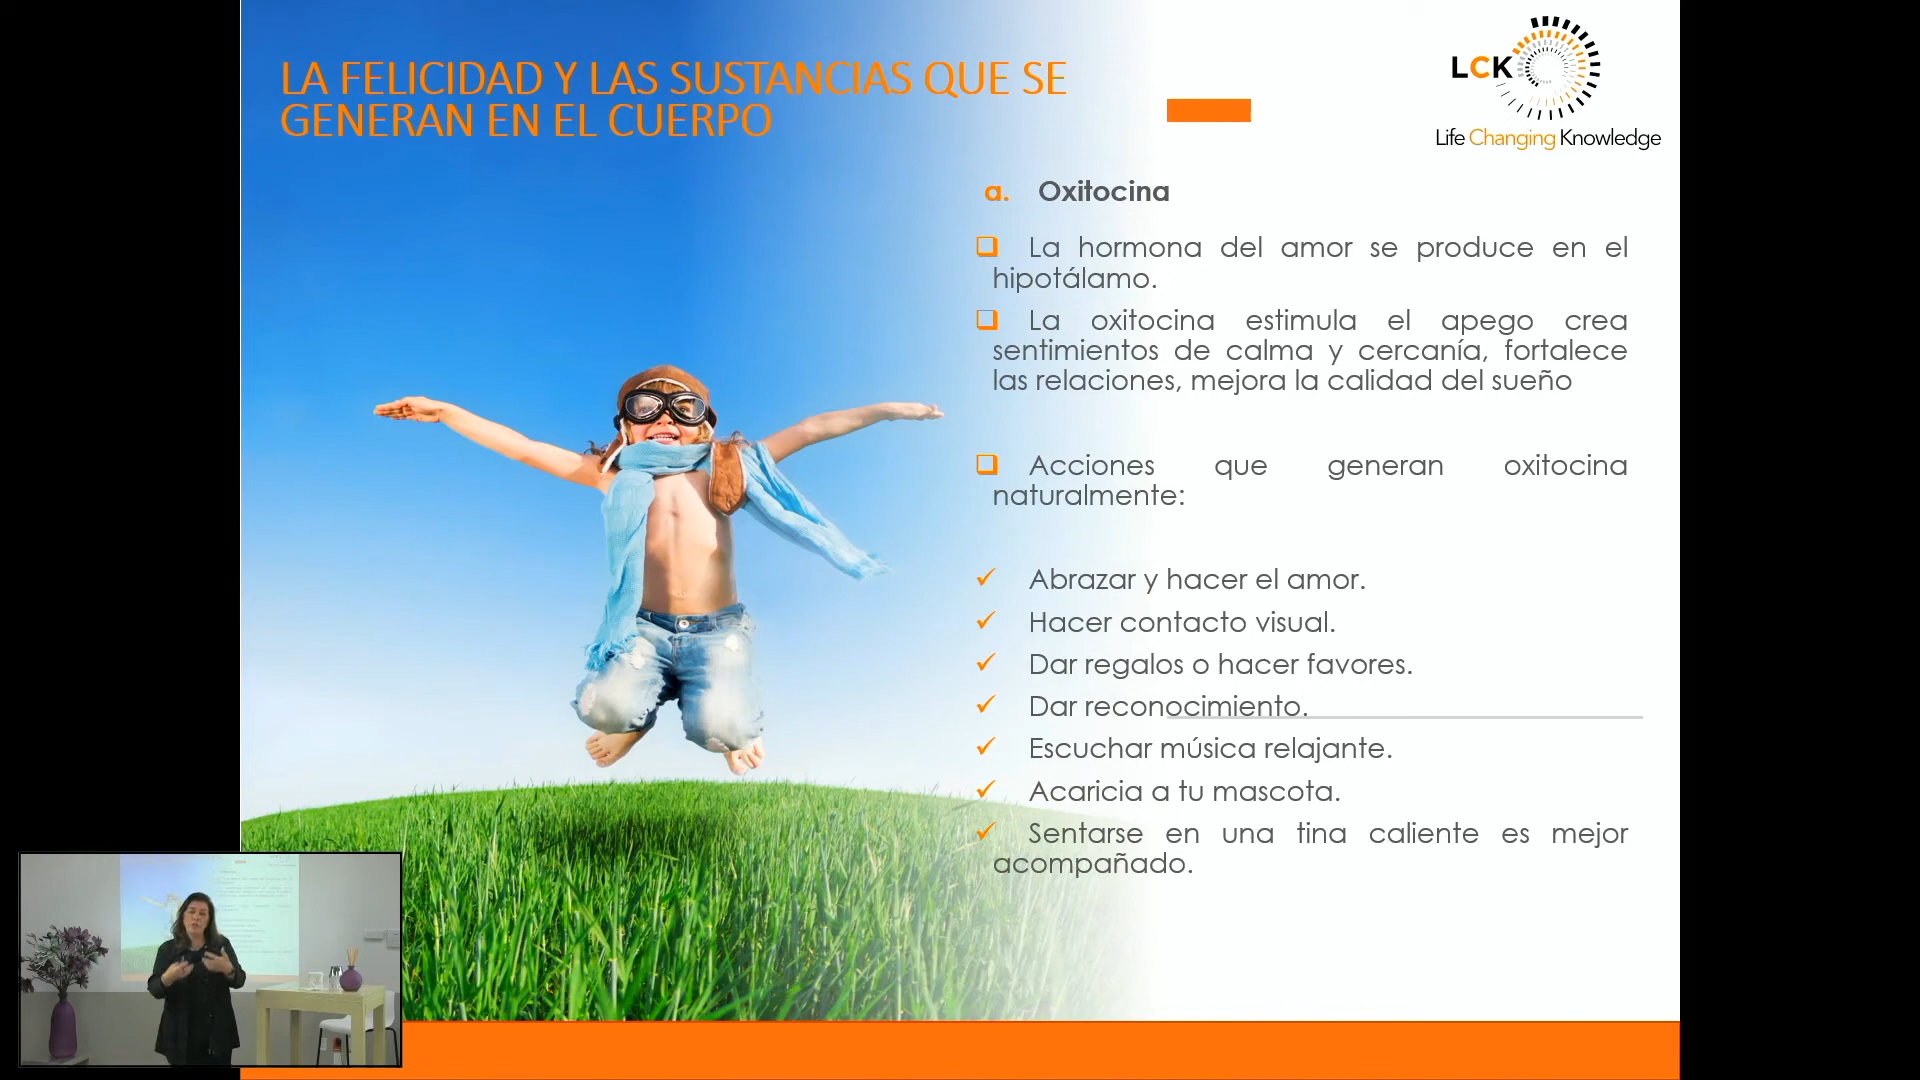 LA FELICIDAD Y LAS SUSTANCIAS QUE SE
GENERAN EN EL CUERPO
LCK
Life Changing Knowledge
a. Oxitocina
❑ La hormona del amor se produce en el
hipotálamo.
❑ La oxitocina estimula el apego crea
sentimientos de calma y cercanía, fortalece
las relaciones, mejora la calidad del sueño
❑ Acciones que generan oxitocina
naturalmente:
✓ Abrazar y hacer el amor.
✓ Hacer contacto visual.
✓ Dar regalos o hacer favores.
✓ Dar reconocimiento.
✓ Escuchar música relajante.
✓ Acaricia a tu mascota.
✓ Sentarse en una tina caliente es mejor
acompañado.